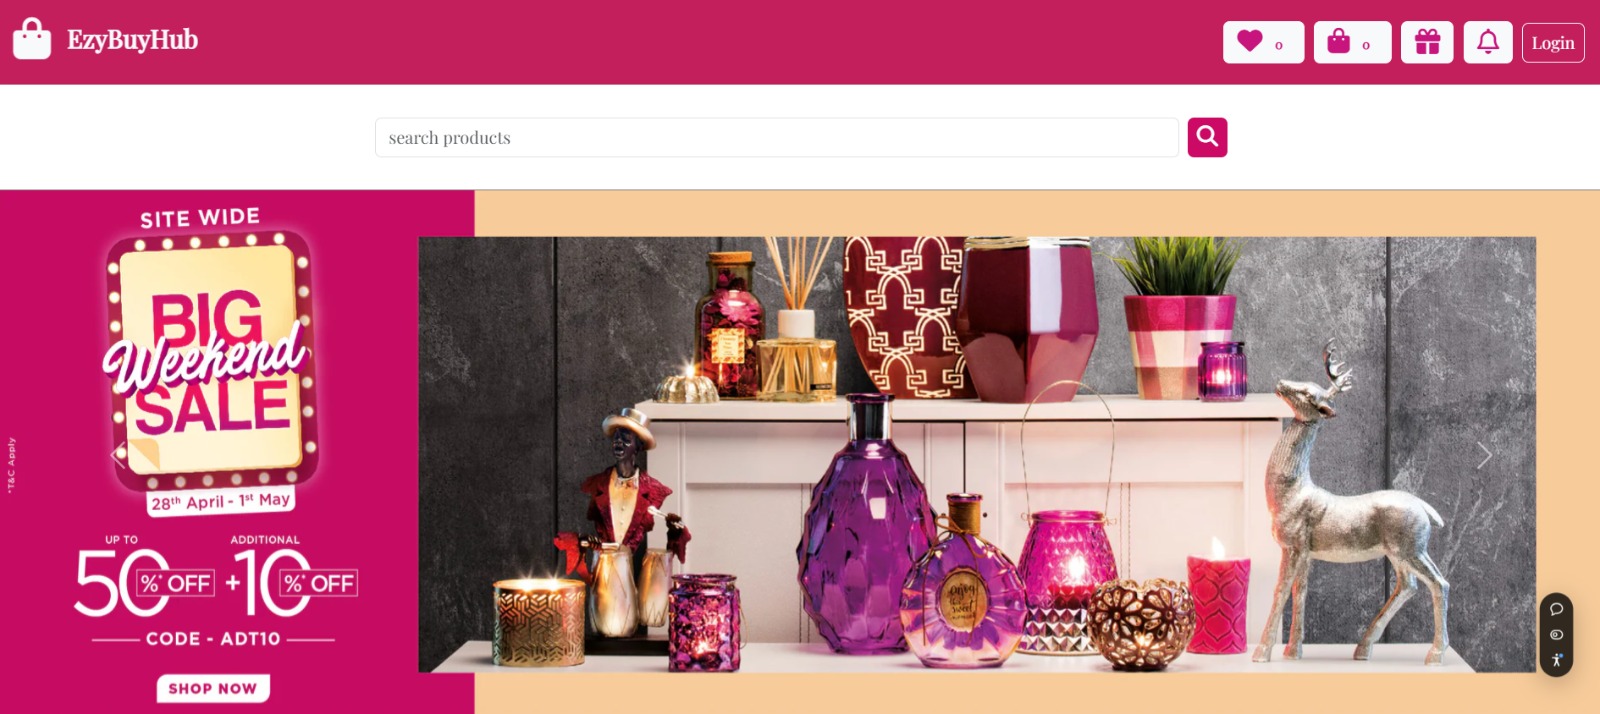 EzyBuyHub
0
0
Login
search products
SITE WIDE
BIG
Weekend
SALE
28th April - 1st May
*T&C Apply
UP TO
ADDITIONAL
50%* OFF +10%* OFF
CODE - ADT10
SHOP NOW